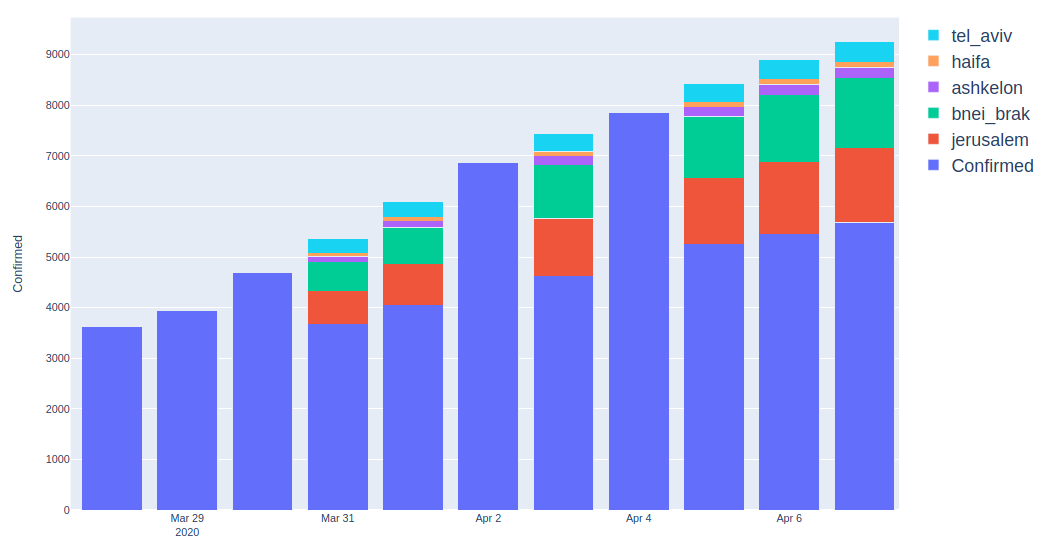 9000
8000
7000
6000
5000
4000
3000
2000
1000
0
Confirmed
Mar 29
2020
Mar 31
Apr 2
Apr 4
Apr 6
tel_aviv
haifa
ashkelon
bnei_brak
jerusalem
Confirmed